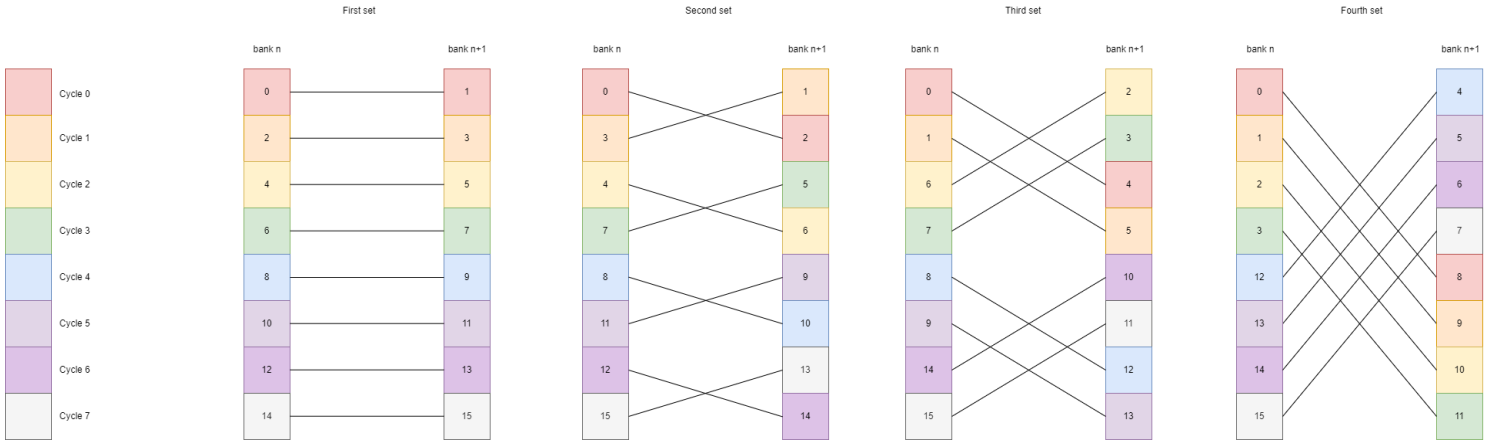 First set Second set Third set Fourth set
bank n bank n+1 bank n bank n+1 bank n bank n+1 bank n bank n+1
Cycle 0 0 1 0 1 0 2 0 4
Cycle 1 2 3 3 2 1 3 1 5
Cycle 2 4 5 4 5 6 4 2 6
Cycle 3 6 7 7 6 7 5 3 7
Cycle 4 8 9 8 9 8 10 12 8
Cycle 5 10 11 11 10 9 11 13 9
Cycle 6 12 13 12 13 14 12 14 10
Cycle 7 14 15 15 14 15 13 15 11